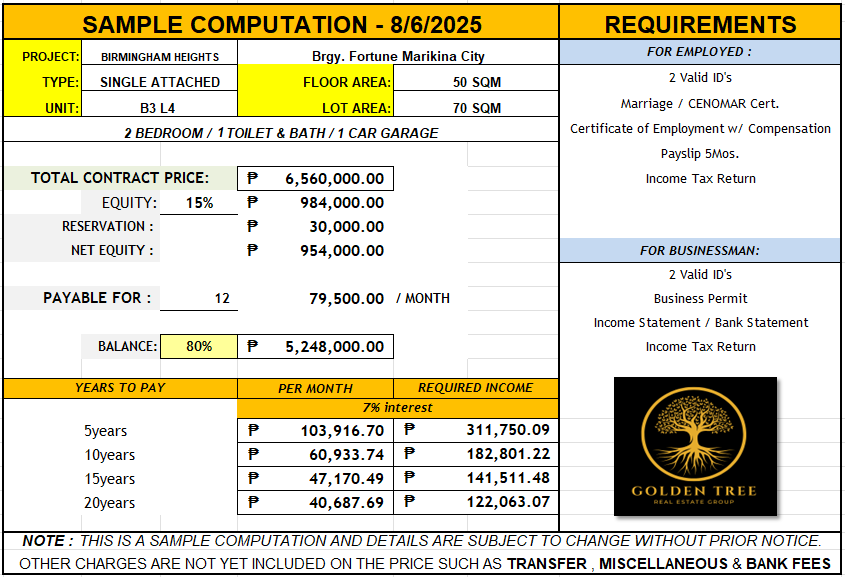 SAMPLE COMPUTATION - 8/6/2025
PROJECT: BIRMINGHAM HEIGHTS Brgy. Fortune Marikina City
TYPE: SINGLE ATTACHED FLOOR AREA: 50 SQM
UNIT: B3 L4 LOT AREA: 70 SQM
2 BEDROOM / 1 TOILET & BATH / 1 CAR GARAGE
TOTAL CONTRACT PRICE: ₱ 6,560,000.00
EQUITY: 15% ₱ 984,000.00
RESERVATION : ₱ 30,000.00
NET EQUITY : ₱ 954,000.00
PAYABLE FOR : 12 79,500.00 / MONTH
BALANCE: 80% ₱ 5,248,000.00
YEARS TO PAY PER MONTH REQUIRED INCOME
7% interest
5years ₱ 103,916.70 ₱ 311,750.09
10years ₱ 60,933.74 ₱ 182,801.22
15years ₱ 47,170.49 ₱ 141,511.48
20years ₱ 40,687.69 ₱ 122,063.07
REQUIREMENTS
FOR EMPLOYED :
2 Valid ID's
Marriage / CENOMAR Cert.
Certificate of Employment w/ Compensation
Payslip 5Mos.
Income Tax Return
FOR BUSINESSMAN:
2 Valid ID's
Business Permit
Income Statement / Bank Statement
Income Tax Return
GOLDEN TREE
REAL ESTATE GROUP
NOTE : THIS IS A SAMPLE COMPUTATION AND DETAILS ARE SUBJECT TO CHANGE WITHOUT PRIOR NOTICE.
OTHER CHARGES ARE NOT YET INCLUDED ON THE PRICE SUCH AS TRANSFER , MISCELLANEOUS & BANK FEES